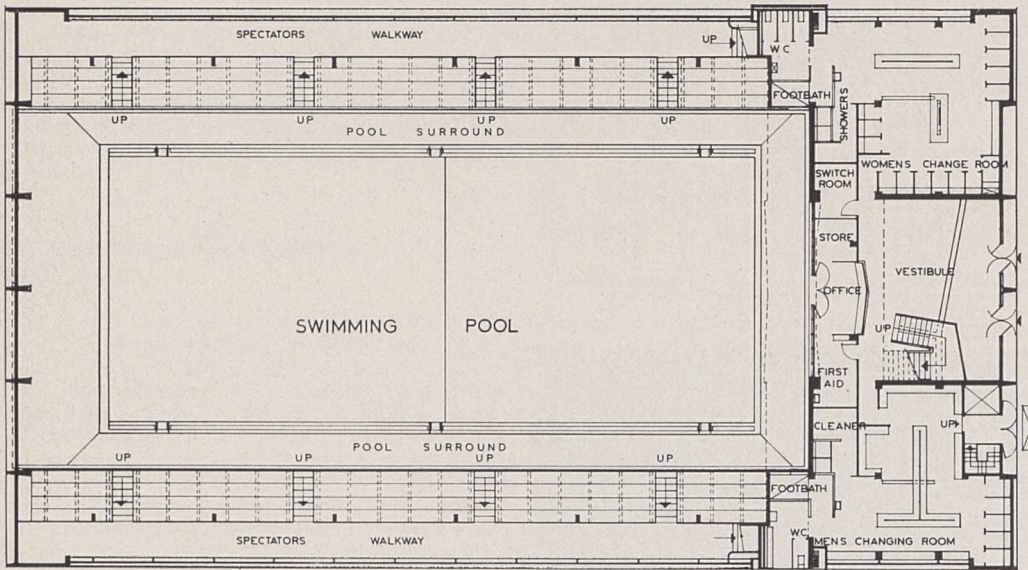 SPECTATORS WALKWAY
UP
WC
FOOTBATH
SHOWERS
UP UP UP UP
POOL SURROUND
WOMENS CHANGE ROOM
SWITCH
ROOM
STORE
VESTIBULE
OFFICE
SWIMMING POOL
UP
FIRST
AID
CLEANER
UP
POOL SURROUND
UP UP UP UP
FOOTBATH
WC
MENS CHANGING ROOM
SPECTATORS WALKWAY